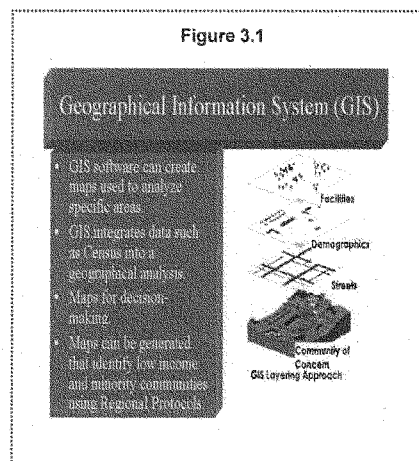 Figure 3.1
Geographical Information System (GIS)
• GIS software can create
maps used to analyze
specific areas.
• GIS integrates data such
as Census into a
geographical analysis.
• Maps for decision-
making.
• Maps can be generated
that identify low income
and minority communities
using Regional Protocols
Facilities
Demographics
Streets
Community of
Concern
GIS Layering Approach